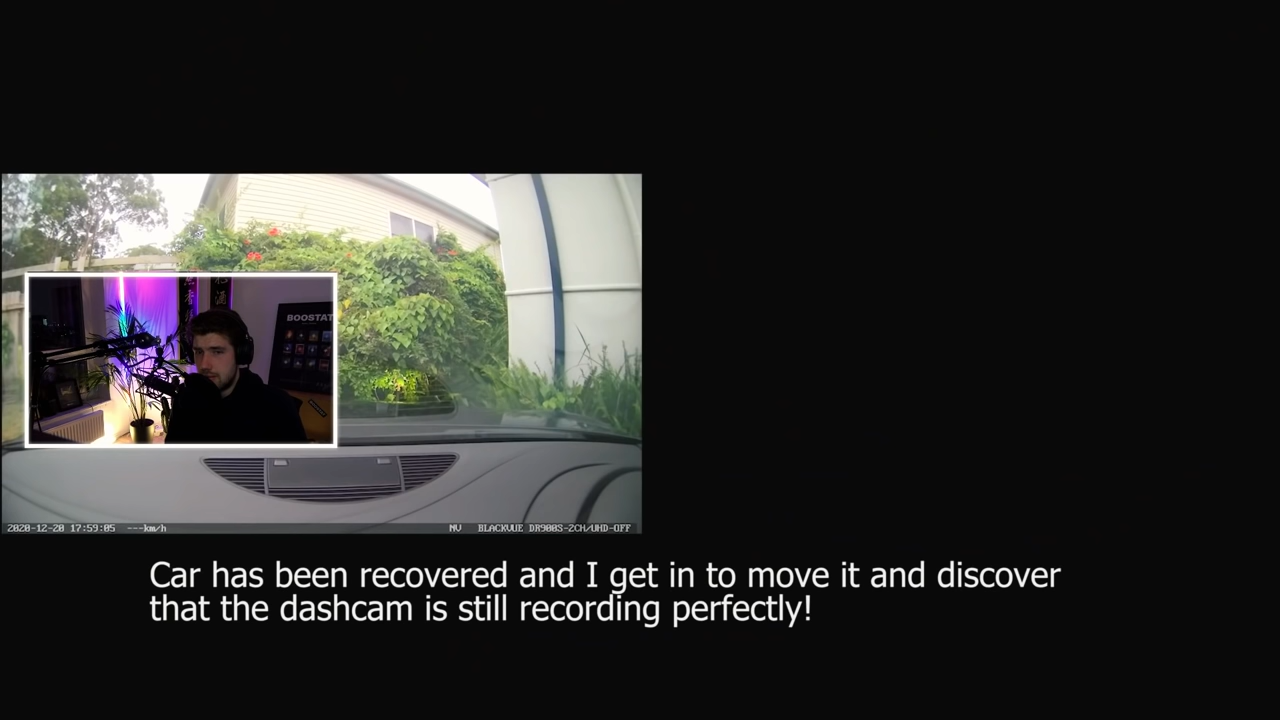 BOOSTAT
2020-12-20 17:59:05 ---km/h NV BLACKVUE DR900S-2CH/UHD-OFF
Car has been recovered and I get in to move it and discover
that the dashcam is still recording perfectly!